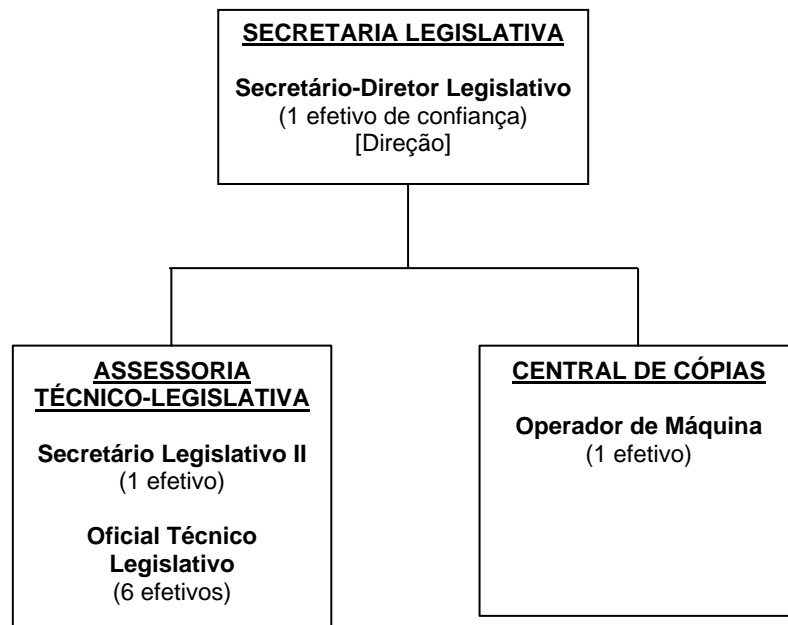 SECRETARIA LEGISLATIVA
Secretário-Diretor Legislativo
(1 efetivo de confiança)
[Direção]
ASSESSORIA
TÉCNICO-LEGISLATIVA
Secretário Legislativo II
(1 efetivo)
Oficial Técnico
Legislativo
(6 efetivos)
CENTRAL DE CÓPIAS
Operador de Máquina
(1 efetivo)